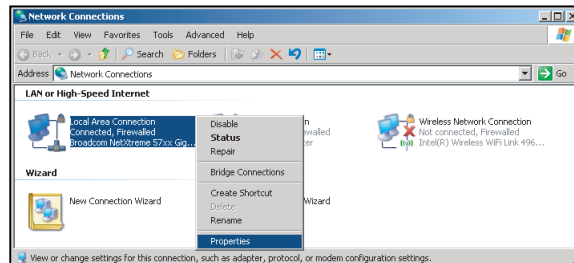 Network Connections
File Edit View Favorites Tools Advanced Help
Back Search Folders
Address Network Connections Go
LAN or High-Speed Internet
Local Area Connection
Connected, Firewalled
Broadcom NetXtreme 57xx Gig...
Disable
Status
Repair
Bridge Connections
Create Shortcut
Delete
Rename
Properties
n
ewalled
ter
Wireless Network Connection
Not connected, Firewalled
Intel(R) Wireless WiFi Link 496...
Wizard
New Connection Wizard
Wizard
View or change settings for this connection, such as adapter, protocol, or modem configuration settings.